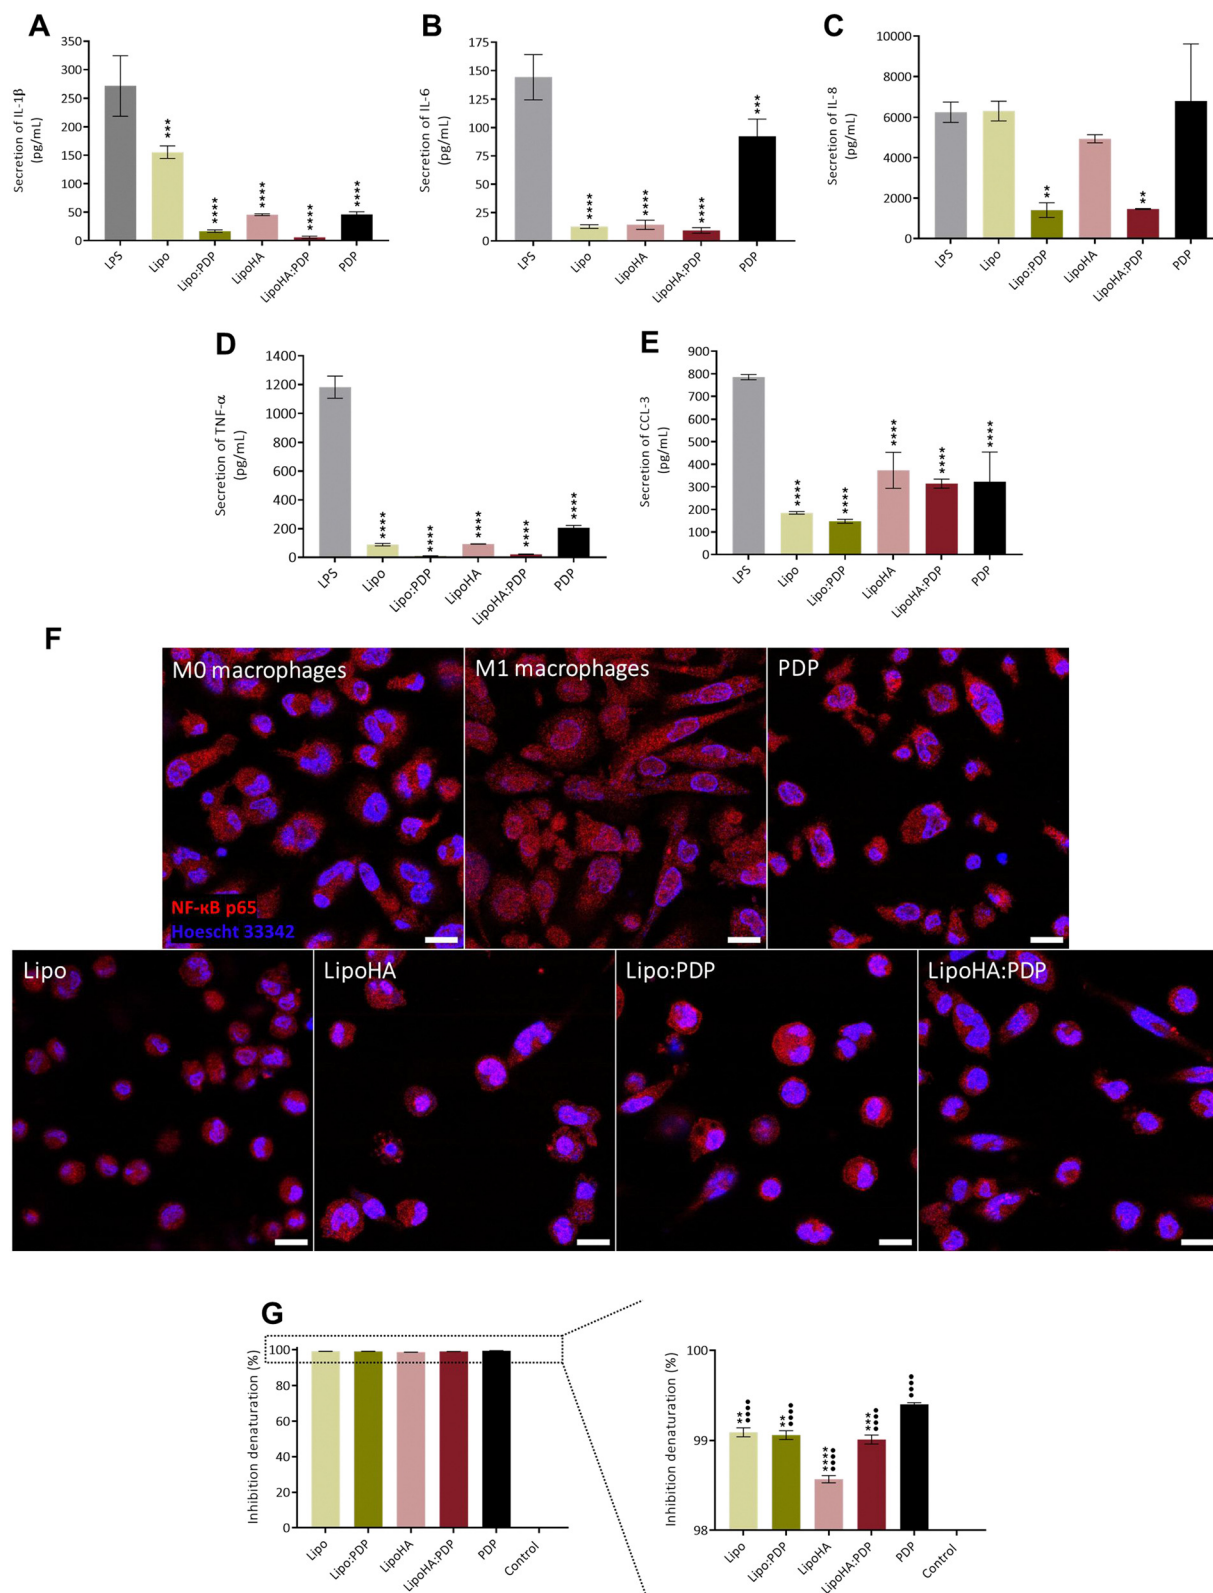 A
Secretion of IL-1β
(pg/mL)
350
300
250
200
150
100
50
0
***
****
****
****
****
LPS
Lipo
Lipo:PDP
LipoHA
LipoHA:PDP
PDP
B
Secretion of IL-6
(pg/mL)
175
150
125
100
75
50
25
0
****
****
****
***
LPS
Lipo
LipoHA
LipoHA:PDP
PDP
C
Secretion of IL-8
(pg/mL)
10000
8000
6000
4000
2000
0
**
**
LPS
Lipo
Lipo:PDP
LipoHA
LipoHA:PDP
PDP
D
Secretion of TNF-α
(pg/mL)
1400
1200
1000
800
600
400
200
0
****
****
****
****
****
LPS
Lipo
Lipo:PDP
LipoHA
LipoHA:PDP
PDP
E
Secretion of CCL-3
(pg/mL)
900
800
700
600
500
400
300
200
100
0
****
****
****
****
****
LPS
Lipo
Lipo:PDP
LipoHA
LipoHA:PDP
PDP
F
M0 macrophages
M1 macrophages
PDP
NF-κB p65
Hoescht 33342
Lipo
LipoHA
Lipo:PDP
LipoHA:PDP
G
Inhibition denaturation (%)
100
80
60
40
20
0
Lipo
Lipo:PDP
LipoHA
LipoHA:PDP
PDP
Control
Inhibition denaturation (%)
100
99
98
**••••
**••••
****••••
***••••
••••
Lipo
Lipo:PDP
LipoHA
LipoHA:PDP
PDP
Control